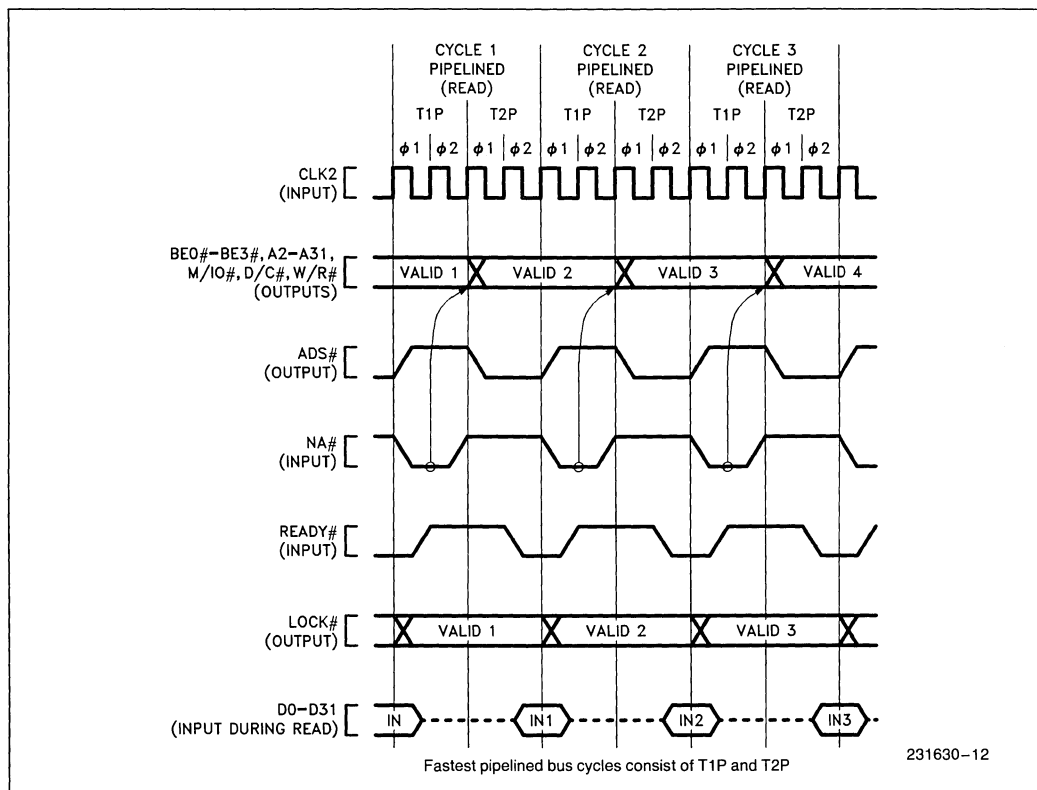 CYCLE 1 CYCLE 2 CYCLE 3
PIPELINED PIPELINED PIPELINED
(READ) (READ) (READ)
T1P T2P T1P T2P T1P T2P
ϕ1 ϕ2 ϕ1 ϕ2 ϕ1 ϕ2 ϕ1 ϕ2 ϕ1 ϕ2 ϕ1 ϕ2
CLK2
(INPUT)
BE0#-BE3#, A2-A31,
M/IO#, D/C#, W/R#
(OUTPUTS)
VALID 1 VALID 2 VALID 3 VALID 4
ADS#
(OUTPUT)
NA#
(INPUT)
READY#
(INPUT)
LOCK#
(OUTPUT)
VALID 1 VALID 2 VALID 3
D0-D31
(INPUT DURING READ)
IN IN1 IN2 IN3
Fastest pipelined bus cycles consist of T1P and T2P
231630-12